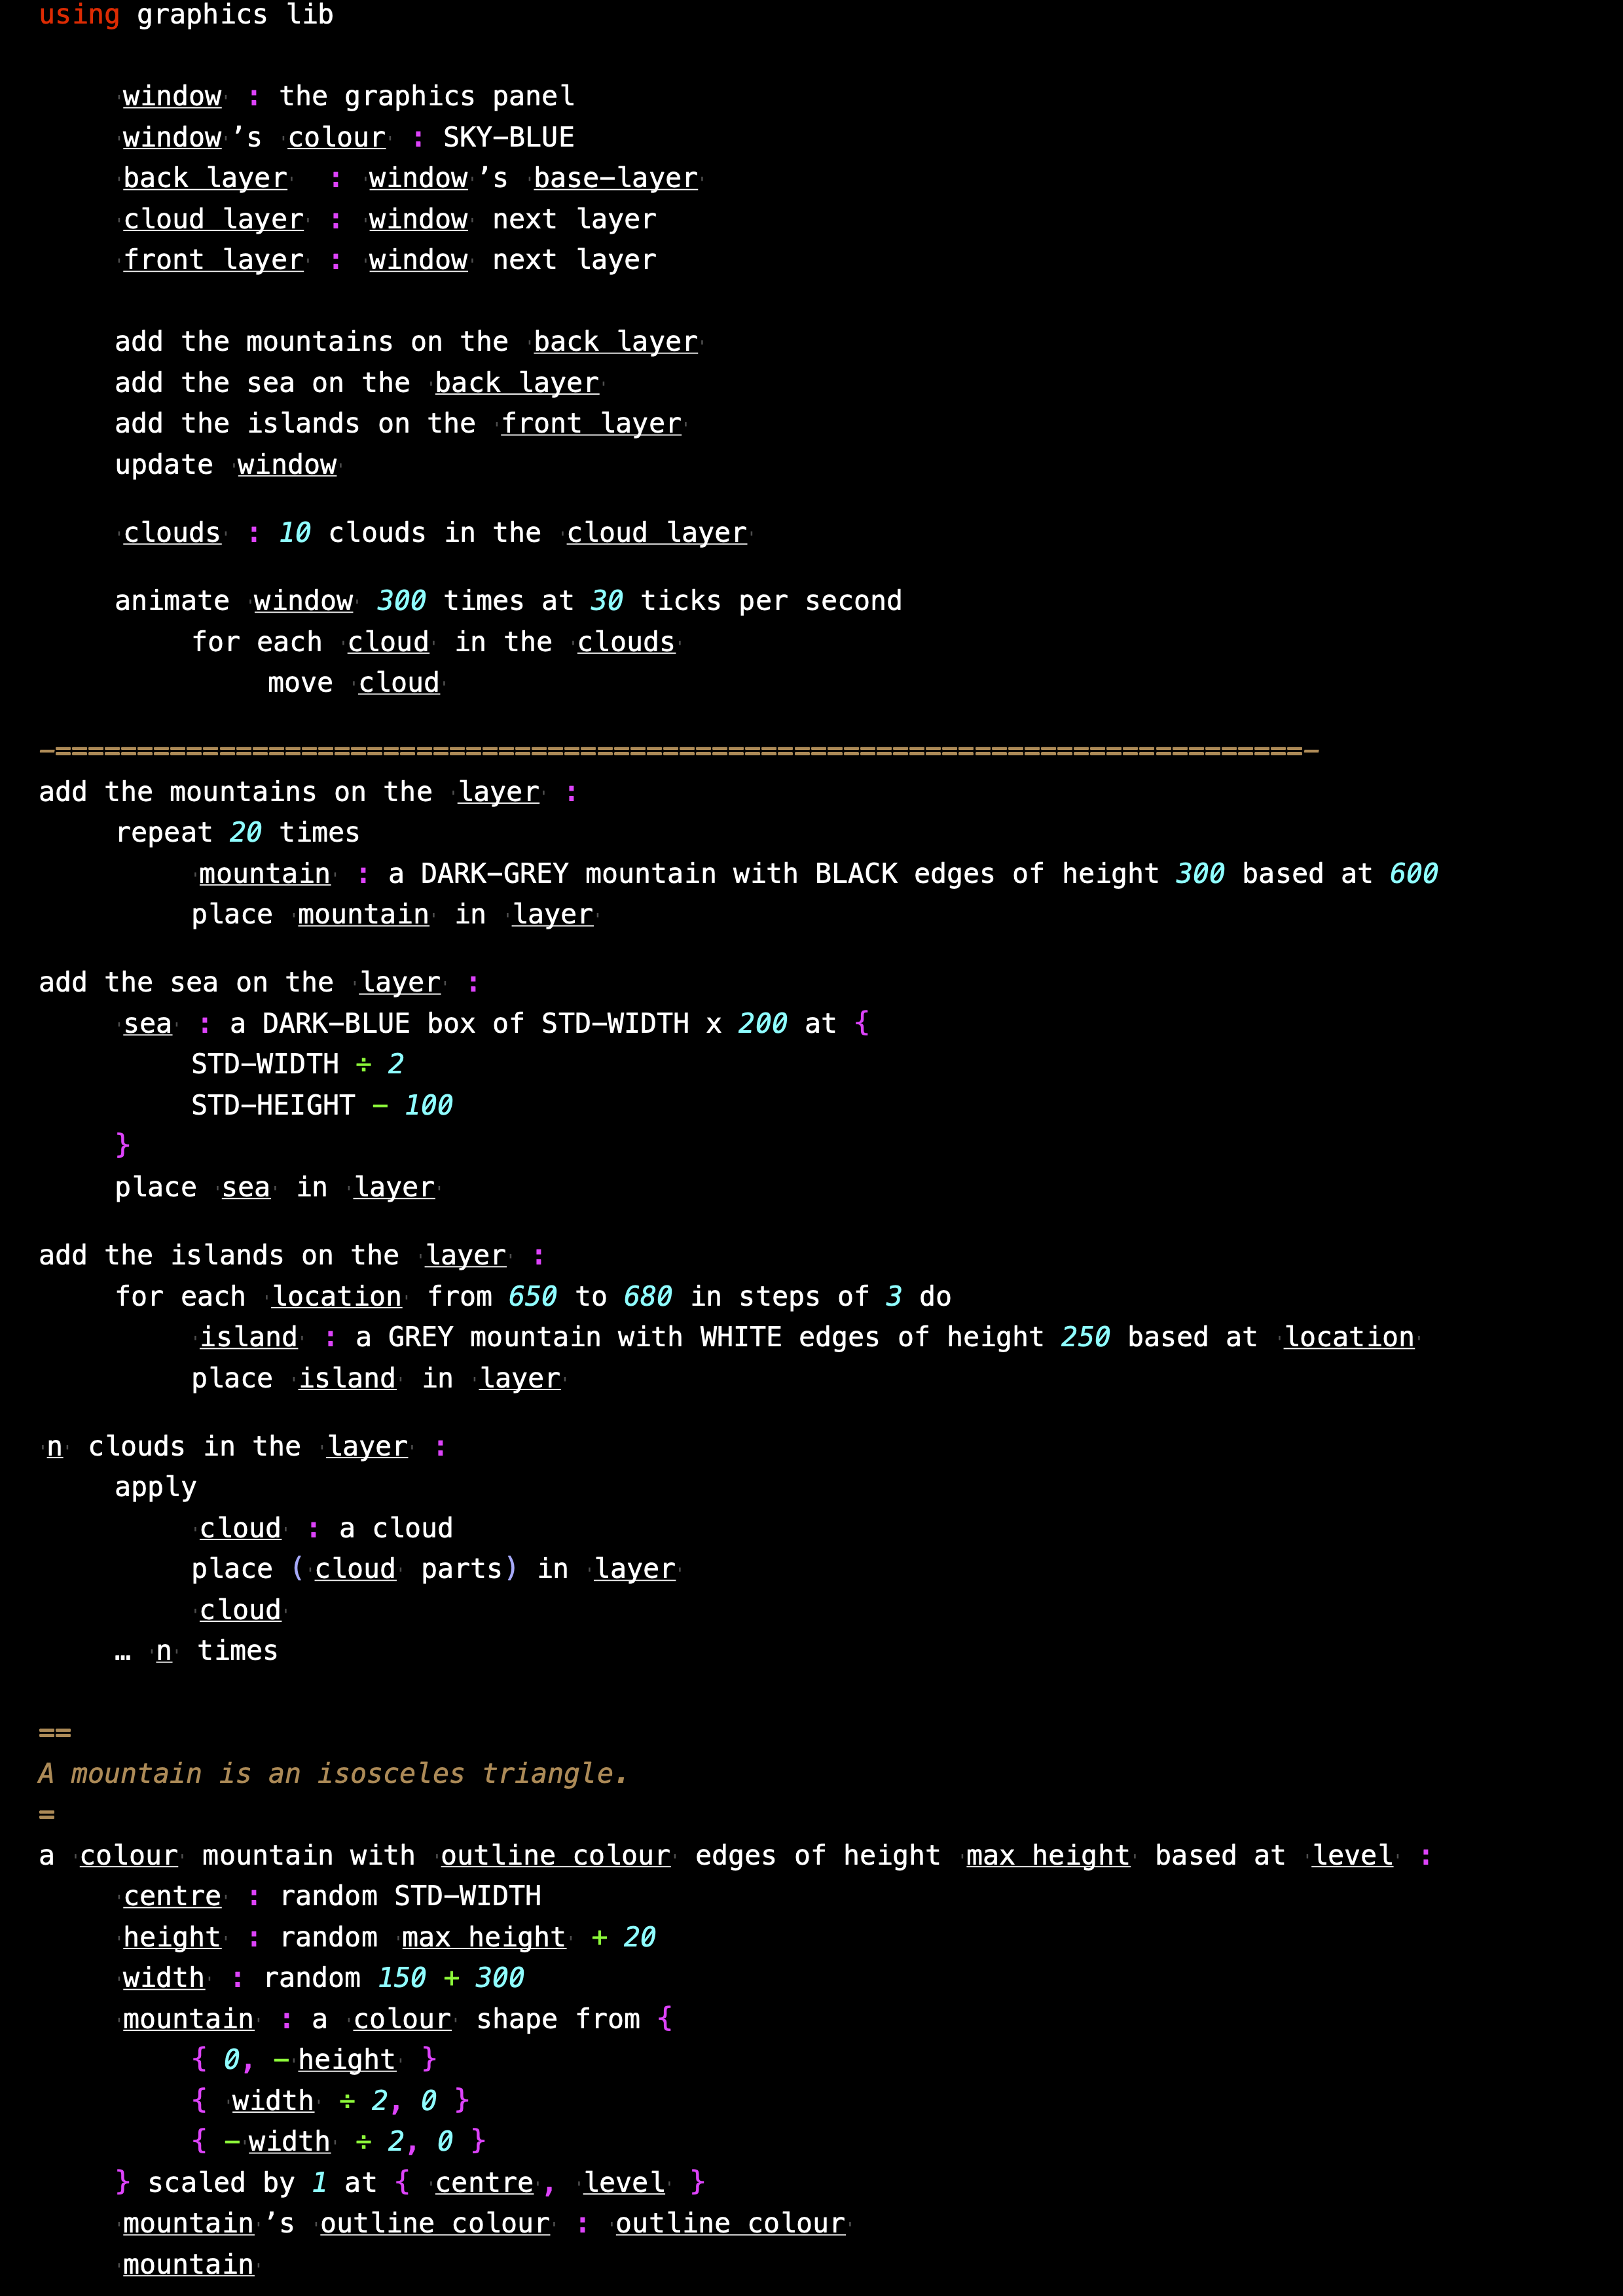 using graphics lib
window : the graphics panel
window ’s colour : SKY-BLUE
back layer : window ’s base-layer
cloud layer : window next layer
front layer : window next layer
add the mountains on the back layer
add the sea on the back layer
add the islands on the front layer
update window
clouds : 10 clouds in the cloud layer
animate window 300 times at 30 ticks per second
for each cloud in the clouds
move cloud
-============================================================================-
add the mountains on the layer :
repeat 20 times
mountain : a DARK-GREY mountain with BLACK edges of height 300 based at 600
place mountain in layer
add the sea on the layer :
sea : a DARK-BLUE box of STD-WIDTH x 200 at {
STD-WIDTH ÷ 2
STD-HEIGHT - 100
}
place sea in layer
add the islands on the layer :
for each location from 650 to 680 in steps of 3 do
island : a GREY mountain with WHITE edges of height 250 based at location
place island in layer
n clouds in the layer :
apply
cloud : a cloud
place ( cloud parts) in layer
cloud
… n times
==
A mountain is an isosceles triangle.
=
a colour mountain with outline colour edges of height max height based at level :
centre : random STD-WIDTH
height : random max height + 20
width : random 150 + 300
mountain : a colour shape from {
{ 0, - height }
{ width ÷ 2, 0 }
{ - width ÷ 2, 0 }
} scaled by 1 at { centre , level }
mountain ’s outline colour : outline colour
mountain